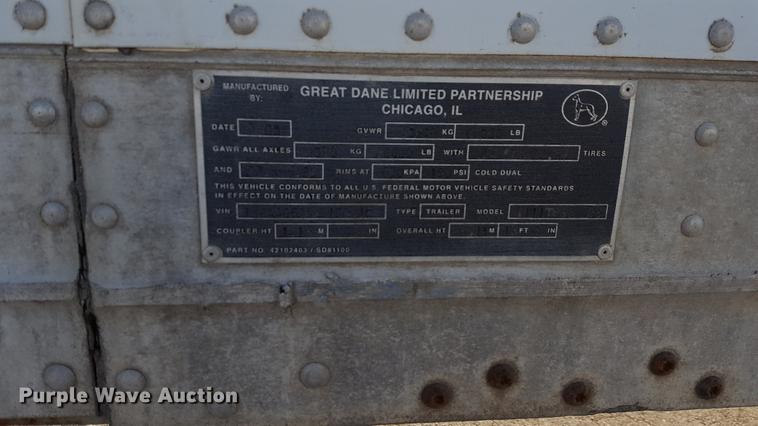 MANUFACTURED BY: GREAT DANE LIMITED PARTNERSHIP
CHICAGO, IL
DATE GVWR KG LB
GAWR ALL AXLES KG LB WITH TIRES
AND RIMS AT KPA PSI COLD DUAL
THIS VEHICLE CONFORMS TO ALL U.S. FEDERAL MOTOR VEHICLE SAFETY STANDARDS
IN EFFECT ON THE DATE OF MANUFACTURE SHOWN ABOVE.
VIN TYPE TRAILER MODEL
COUPLER HT M IN OVERALL HT M FT IN
PART NO. 42102403 / SD81100
Purple Wave Auction